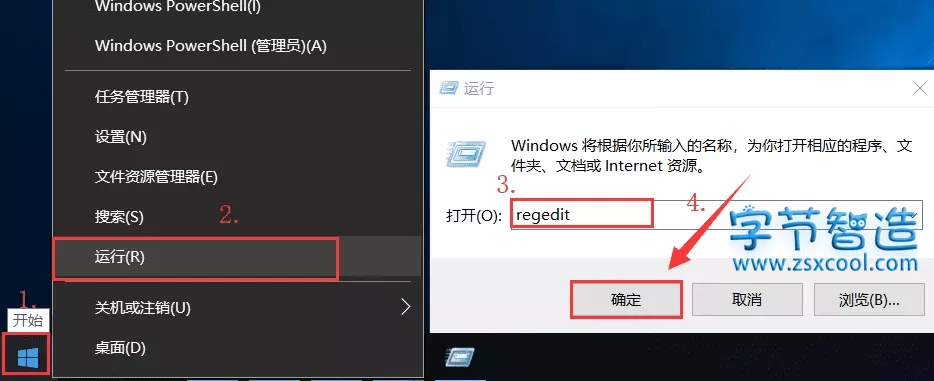 Windows PowerShell(I)
Windows PowerShell (管理员)(A)
任务管理器(T)
设置(N)
文件资源管理器(E)
搜索(S)
2.
运行(R)
关机或注销(U)
桌面(D)
1.
开始
运行
Windows 将根据你所输入的名称，为你打开相应的程序、文
件夹、文档或 Internet 资源。
3.
4.
打开(O):
regedit
字节智造
www.zsxcool.com
确定
取消
浏览(B)...